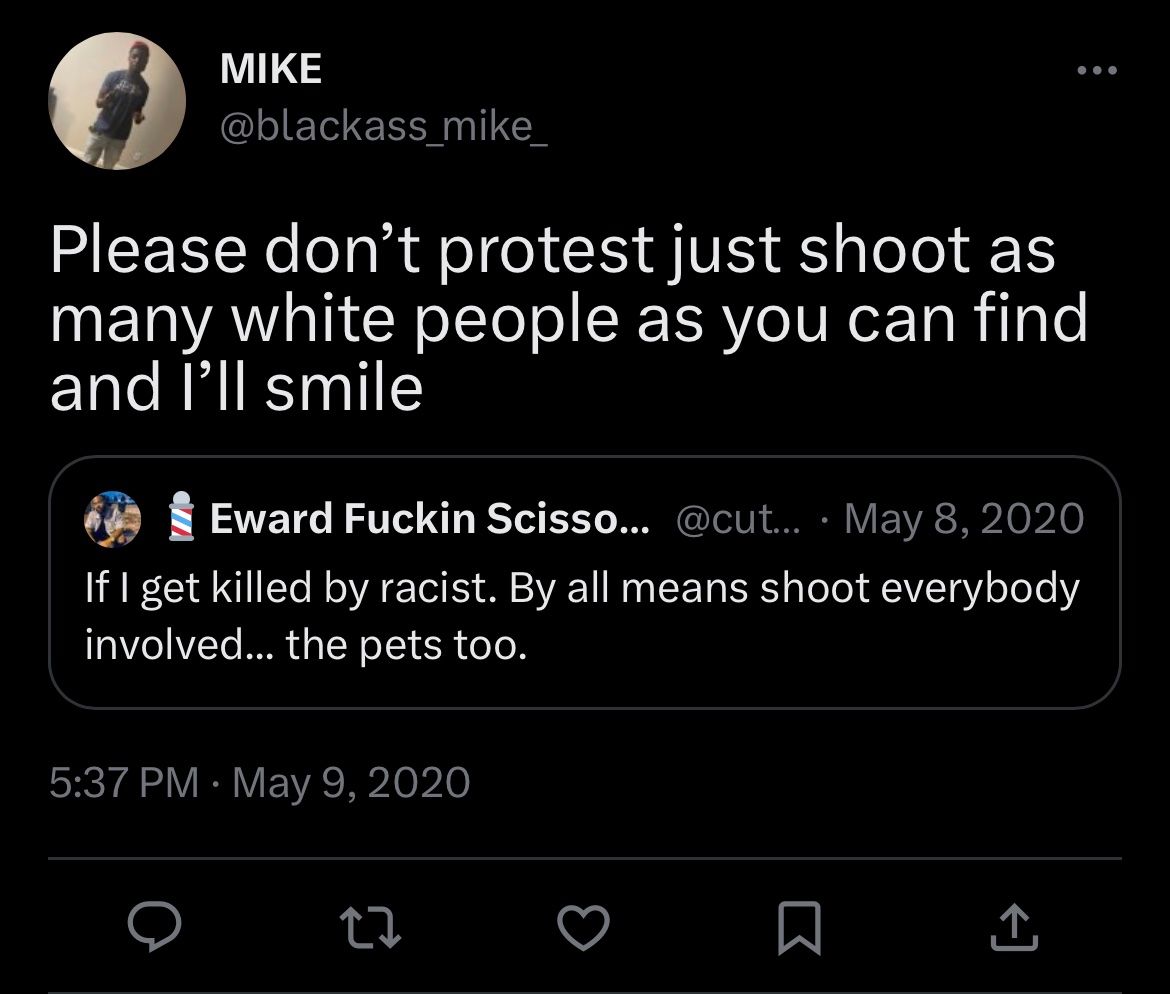 MIKE
@blackass_mike_
Please don’t protest just shoot as
many white people as you can find
and I’ll smile
💈Eward Fuckin Scisso... @cut... · May 8, 2020
If I get killed by racist. By all means shoot everybody
involved... the pets too.
5:37 PM · May 9, 2020